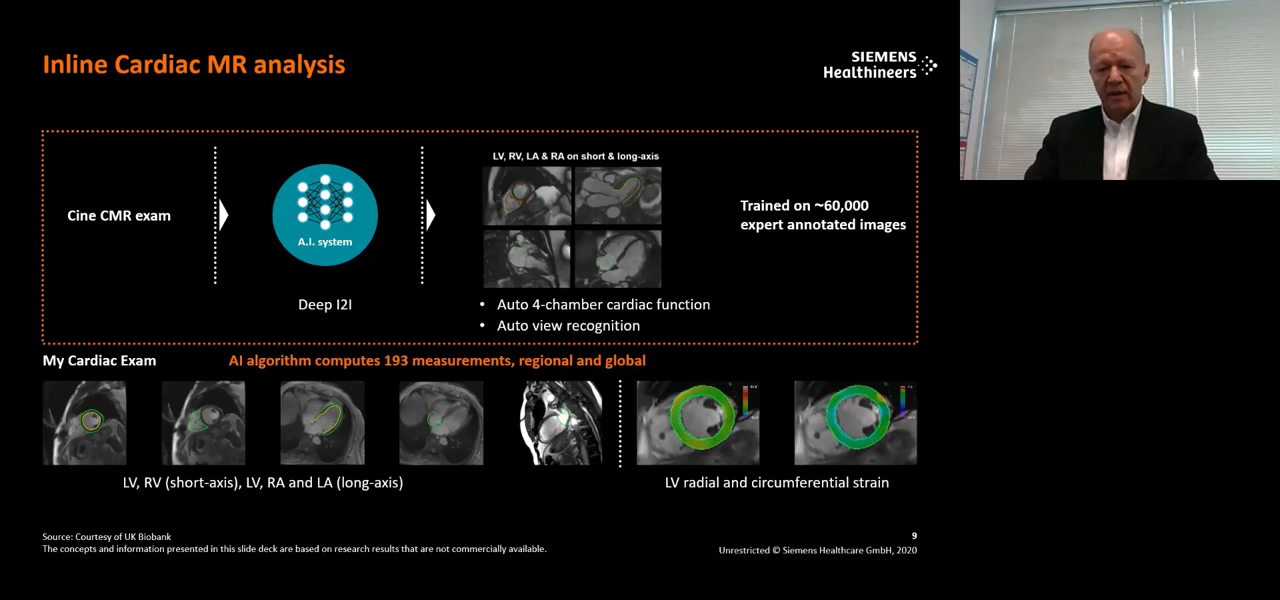 Inline Cardiac MR analysis
SIEMENS
Healthineers
LV, RV, LA & RA on short & long-axis
Cine CMR exam
A.I. system
Trained on ~60,000
expert annotated images
Deep I2I
• Auto 4-chamber cardiac function
• Auto view recognition
My Cardiac Exam
AI algorithm computes 193 measurements, regional and global
LV, RV (short-axis), LV, RA and LA (long-axis)
LV radial and circumferential strain
Source: Courtesy of UK Biobank
The concepts and information presented in this slide deck are based on research results that are not commercially available.
9
Unrestricted © Siemens Healthcare GmbH, 2020